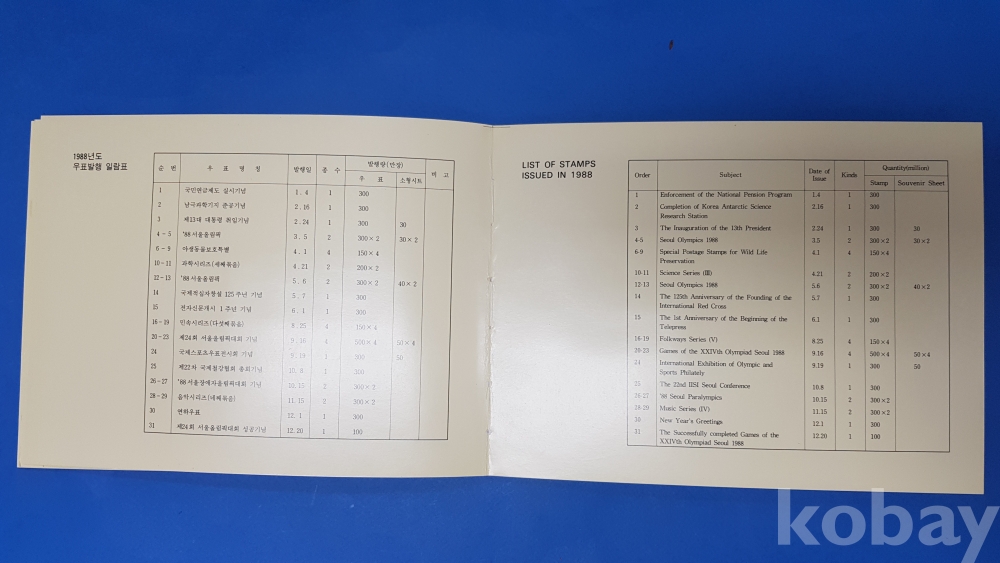 1988년도
우표발행 일람표
순 번 우 표 명 칭 발행일 종 수 발행량(만장) 비 고
우 표 소형시트
1 국민연금제도 실시기념 1.4 1 300
2 남극과학기지 준공기념 2.16 1 300
3 제13대 대통령 취임기념 2.24 1 300 30
4-5 '88서울올림픽 3.5 2 300×2 30×2
6-9 야생동물보호특별 4.1 4 150×4
10-11 과학시리즈(세째묶음) 4.21 2 200×2
22-13 '88서울올림픽 5.6 2 300×2 40×2
14 국제적십자창설 125주년 기념 5.7 1 300
15 전자신문개시 1주년 기념 6.1 1 300
16-19 민속시리즈(다섯째묶음) 8.25 4 150×4
20-23 제24회 서울올림픽대회 기념 9.16 4 500×4 50×4
24 국제스포츠우표전시회 기념 9.19 1 300 50
25 제22차 국제철강협회 총회기념 10.8 1 300
26-27 '88서울장애자올림픽대회 기념 10.15 2 300×2
28-29 음악시리즈(네째묶음) 11.15 2 300×2
30 연하우표 12.1 1 300
31 제24회 서울올림픽대회 성공기념 12.20 1 100
LIST OF STAMPS
ISSUED IN 1988
Order Subject Date of Issue Kinds Quantity(million)
Stamp Souvenir Sheet
1 Enforcement of the National Pension Program 1.4 1 300
2 Completion of Korea Antarctic Science 2.16 1 300
Research Station
3 The Inauguration of the 13th President 2.24 1 300 30
4-5 Seoul Olympics 1988 3.5 2 300×2 30×2
6-9 Special Postage Stamps for Wild Life 4.1 4 150×4
Preservation
10-11 Science Series (Ⅲ) 4.21 2 200×2
12-13 Seoul Olympics 1988 5.6 2 300×2 40×2
14 The 125th Anniversary of the Founding of the 5.7 1 300
International Red Cross
15 The 1st Anniversary of the Beginning of the 6.1 1 300
Telepress
16-19 Folkways Series (V) 8.25 4 150×4
20-23 Games of the XXIVth Olympiad Seoul 1988 9.16 4 500×4 50×4
24 International Exhibition of Olympic and 9.19 1 300 50
Sports Philately
25 The 22nd IISI Seoul Conference 10.8 1 300
26-27 '88 Seoul Paralympics 10.15 2 300×2
28-29 Music Series (IV) 11.15 2 300×2
30 New Year's Greetings 12.1 1 300
31 The Successfully completed Games of the 12.20 1 100
XXIVth Olympiad Seoul 1988
kobay